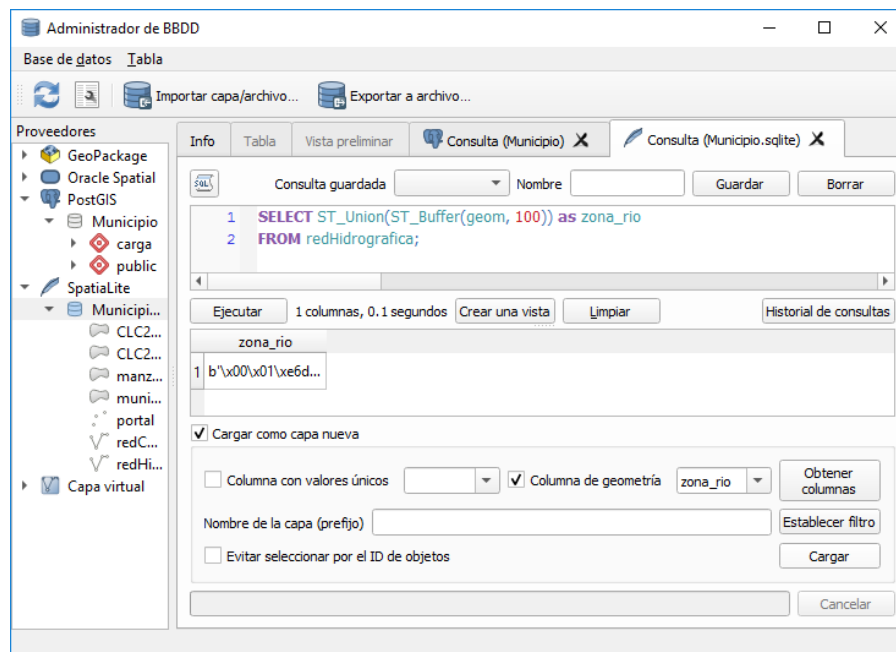 Administrador de BBDD
Base de datos Tabla
Importar capa/archivo... Exportar a archivo...
Proveedores
GeoPackage
Oracle Spatial
PostGIS
Municipio
carga
public
SpatiaLite
Municipi...
CLC2...
CLC2...
manz...
muni...
portal
redC...
redHi...
Capa virtual
Info Tabla Vista preliminar Consulta (Municipio) Consulta (Municipio.sqlite)
SQL Consulta guardada Nombre Guardar Borrar
1 SELECT ST_Union(ST_Buffer(geom, 100)) as zona_rio
2 FROM redHidrografica;
Ejecutar 1 columnas, 0.1 segundos Crear una vista Limpiar Historial de consultas
zona_rio
1 b'\x00\x01\xe6d...
Cargar como capa nueva
Columna con valores únicos Columna de geometría zona_rio Obtener columnas
Nombre de la capa (prefijo) Establecer filtro
Evitar seleccionar por el ID de objetos Cargar
Cancelar